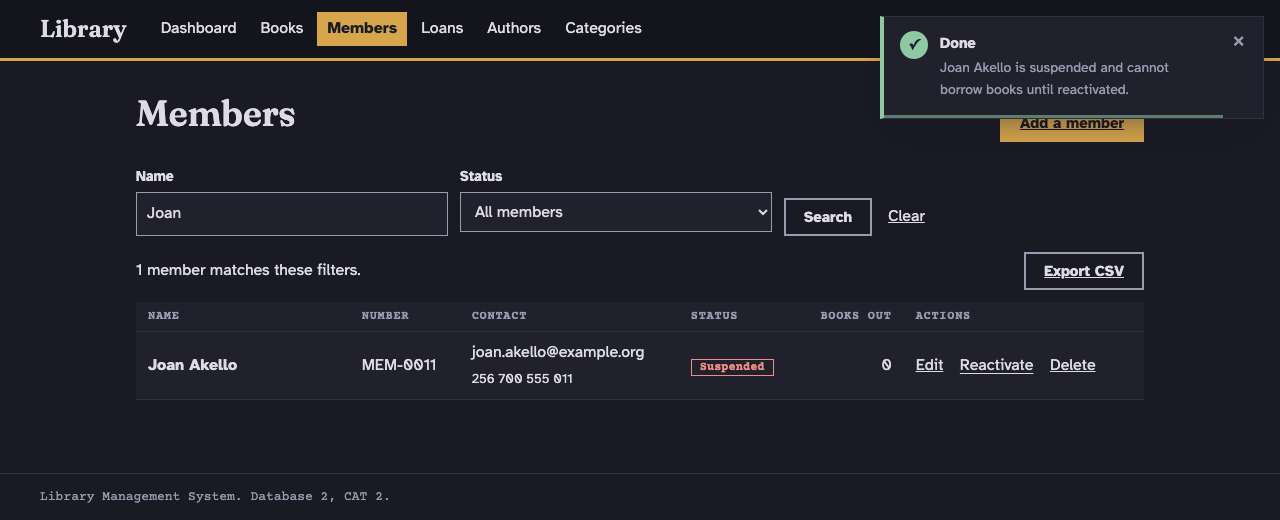 Library Dashboard Books Members Loans Authors Categories
✓ Done ×
Joan Akello is suspended and cannot
borrow books until reactivated.
Members
Add a member
Name Status
Joan All members Search Clear
1 member matches these filters. Export CSV
NAME NUMBER CONTACT STATUS BOOKS OUT ACTIONS
Joan Akello MEM-0011 joan.akello@example.org Suspended 0 Edit Reactivate Delete
256 700 555 011
Library Management System. Database 2, CAT 2.